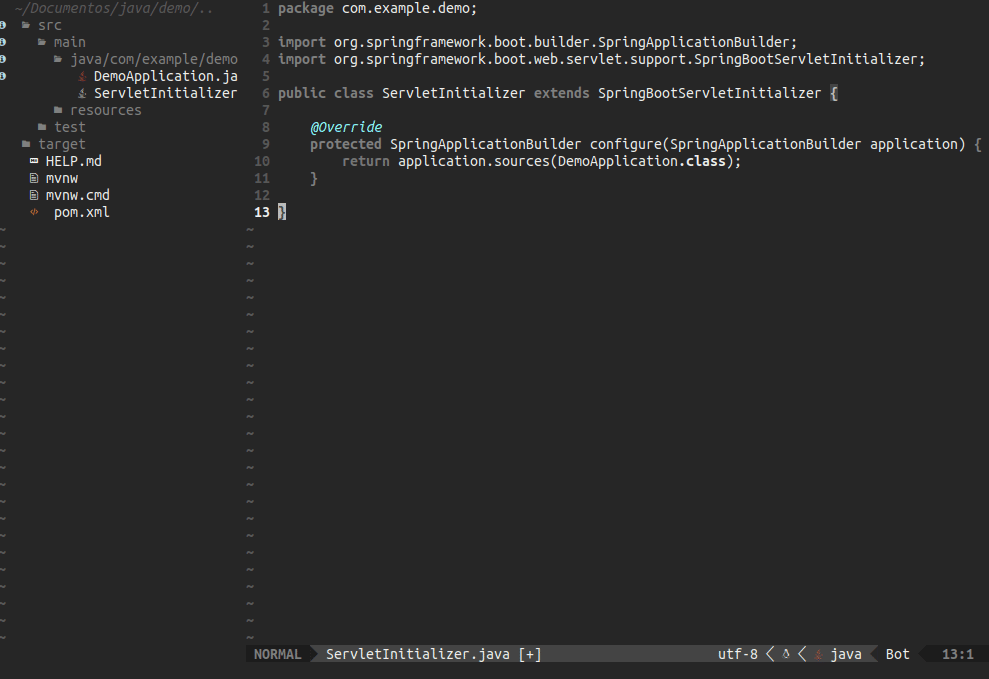 ~/Documentos/java/demo/..
src
main
java/com/example/demo
DemoApplication.ja
ServletInitializer
resources
test
target
HELP.md
mvnw
mvnw.cmd
pom.xml
1 package com.example.demo;
2
3 import org.springframework.boot.builder.SpringApplicationBuilder;
4 import org.springframework.boot.web.servlet.support.SpringBootServletInitializer;
5
6 public class ServletInitializer extends SpringBootServletInitializer {
7
8 @Override
9 protected SpringApplicationBuilder configure(SpringApplicationBuilder application) {
10 return application.sources(DemoApplication.class);
11 }
12
13 }
NORMAL ServletInitializer.java [+] utf-8 java Bot 13:1